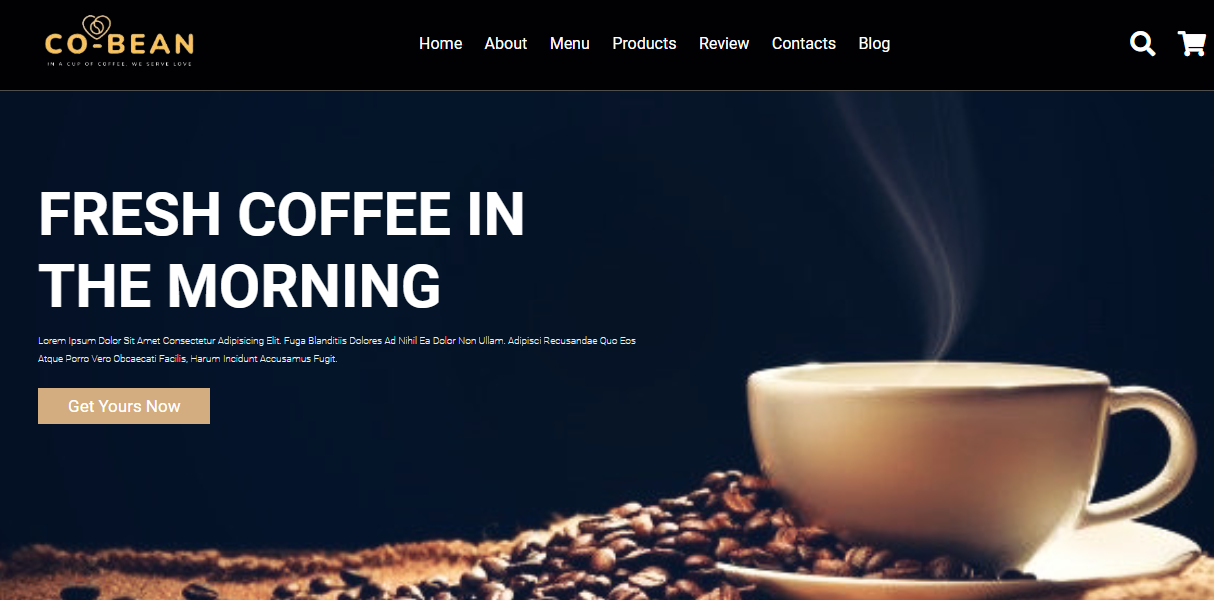 CO-BEAN
IN A CUP OF COFFEE, WE SERVE LOVE
Home About Menu Products Review Contacts Blog
FRESH COFFEE IN
THE MORNING
Lorem Ipsum Dolor Sit Amet Consectetur Adipisicing Elit. Fuga Blanditiis Dolores Ad Nihil Ea Dolor Non Ullam. Adipisci Recusandae Quo Eos
Atque Porro Vero Obcaecati Facilis, Harum Incidunt Accusamus Fugit.
Get Yours Now